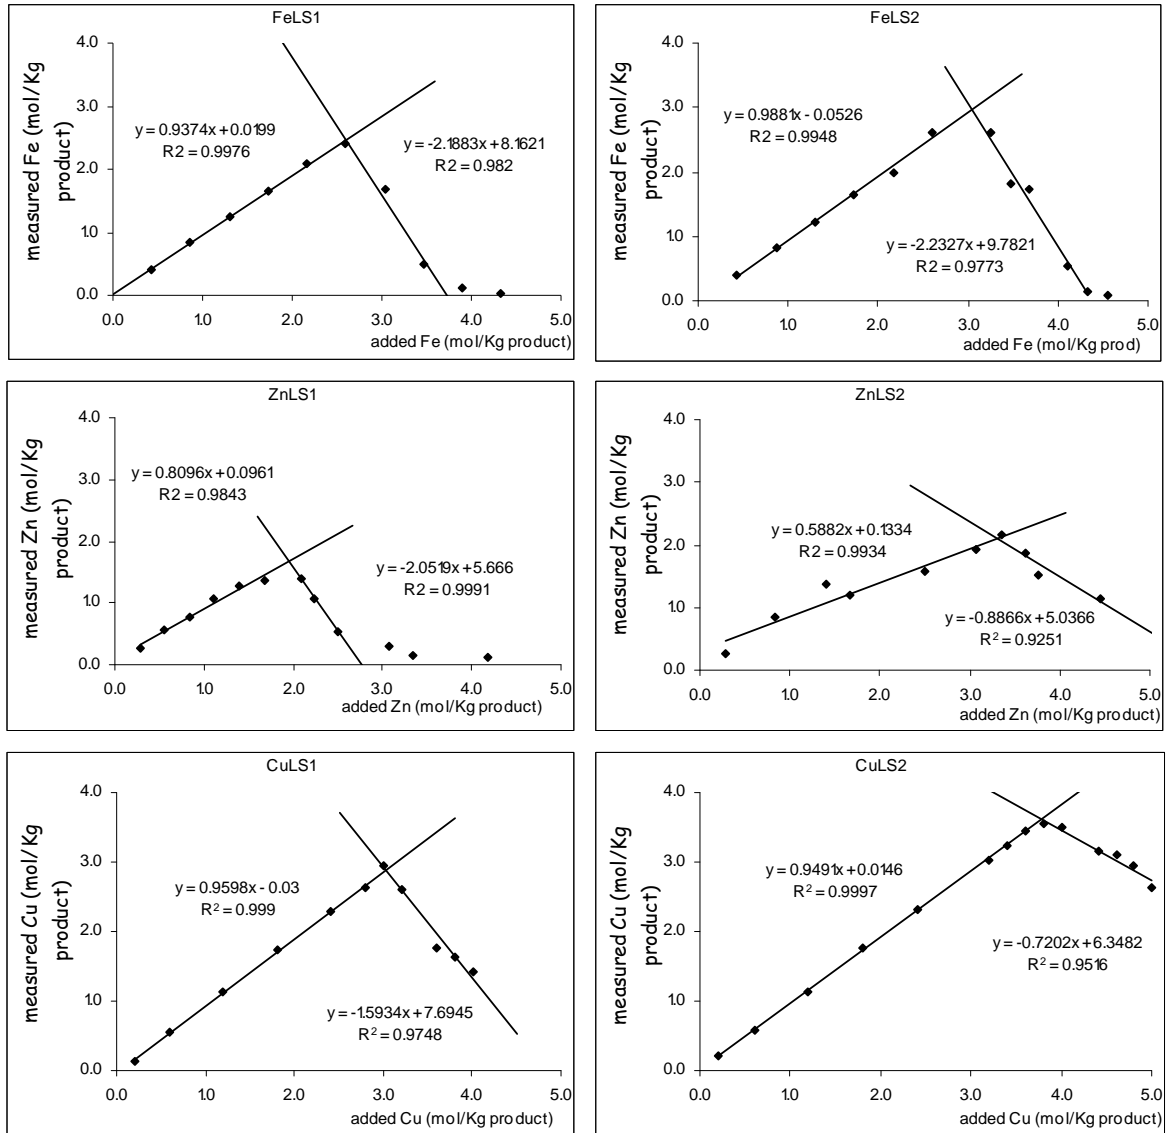 FeLS1
measured Fe (mol/Kg
product)
4.0
3.0
2.0
1.0
0.0
y = 0.9374x + 0.0199
R2 = 0.9976
y = -2.1883x + 8.1621
R2 = 0.982
0.0 1.0 2.0 3.0 4.0 5.0
added Fe (mol/Kg product)
FeLS2
measured Fe (mol/Kg
product)
4.0
3.0
2.0
1.0
0.0
y = 0.9881x - 0.0526
R2 = 0.9948
y = -2.2327x + 9.7821
R2 = 0.9773
0.0 1.0 2.0 3.0 4.0 5.0
added Fe (mol/Kg prod)
ZnLS1
measured Zn (mol/Kg
product)
4.0
3.0
2.0
1.0
0.0
y = 0.8096x + 0.0961
R2 = 0.9843
y = -2.0519x + 5.666
R2 = 0.9991
0.0 1.0 2.0 3.0 4.0 5.0
added Zn (mol/Kg product)
ZnLS2
measured Zn (mol/Kg
product)
4.0
3.0
2.0
1.0
0.0
y = 0.5882x + 0.1334
R2 = 0.9934
y = -0.8866x + 5.0366
R² = 0.9251
0.0 1.0 2.0 3.0 4.0 5.0
added Zn (mol/Kg product)
CuLS1
measured Cu (mol/Kg
product)
4.0
3.0
2.0
1.0
0.0
y = 0.9598x - 0.03
R² = 0.999
y = -1.5934x + 7.6945
R² = 0.9748
0.0 1.0 2.0 3.0 4.0 5.0
added Cu (mol/Kg product)
CuLS2
measured Cu (mol/Kg
product)
4.0
3.0
2.0
1.0
0.0
y = 0.9491x + 0.0146
R² = 0.9997
y = -0.7202x + 6.3482
R² = 0.9516
0.0 1.0 2.0 3.0 4.0 5.0
added Cu (mol/Kg product)